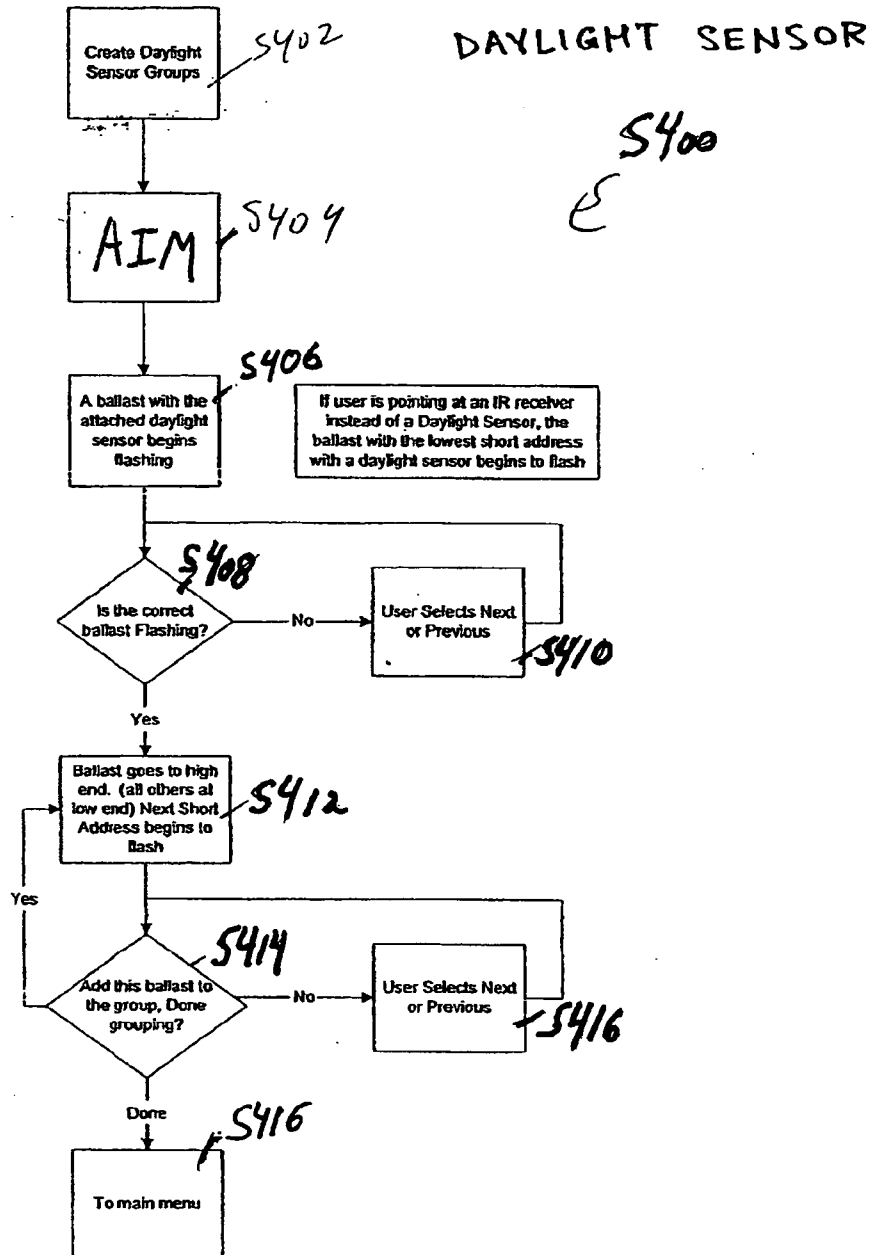 DAYLIGHT SENSOR
S400
Create Daylight
Sensor Groups
S402
AIM
S404
A ballast with the
attached daylight
sensor begins
flashing
S406
If user is pointing at an IR receiver
instead of a Daylight Sensor, the
ballast with the lowest short address
with a daylight sensor begins to flash
Is the correct
ballast Flashing?
S408
No
User Selects Next
or Previous
S410
Yes
Ballast goes to high
end. (all others at
low end) Next Short
Address begins to
flash
S412
Yes
Add this ballast to
the group, Done
grouping?
S414
No
User Selects Next
or Previous
S416
Done
To main menu
S416